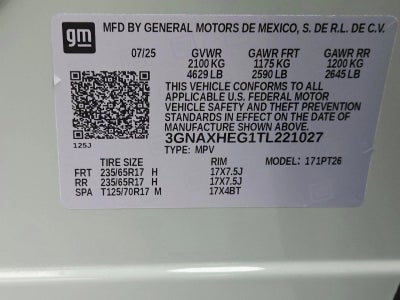 gm
MFD BY GENERAL MOTORS DE MEXICO, S. DE R.L. DE C.V.
07/25 GVWR GAWR FRT GAWR RR
2100 KG 1175 KG 1200 KG
4629 LB 2590 LB 2645 LB
THIS VEHICLE CONFORMS TO ALL
APPLICABLE U.S. FEDERAL MOTOR
VEHICLE SAFETY AND THEFT PREVENTION
STANDARDS IN EFFECT ON THE DATE OF
MANUFACTURE SHOWN ABOVE.
125J
3GNAXHEG1TL221027
TYPE: MPV
TIRE SIZE RIM MODEL: 171PT26
FRT 235/65R17 H 17X7.5J
RR 235/65R17 H 17X7.5J
SPA T125/70R17 M 17X4BT